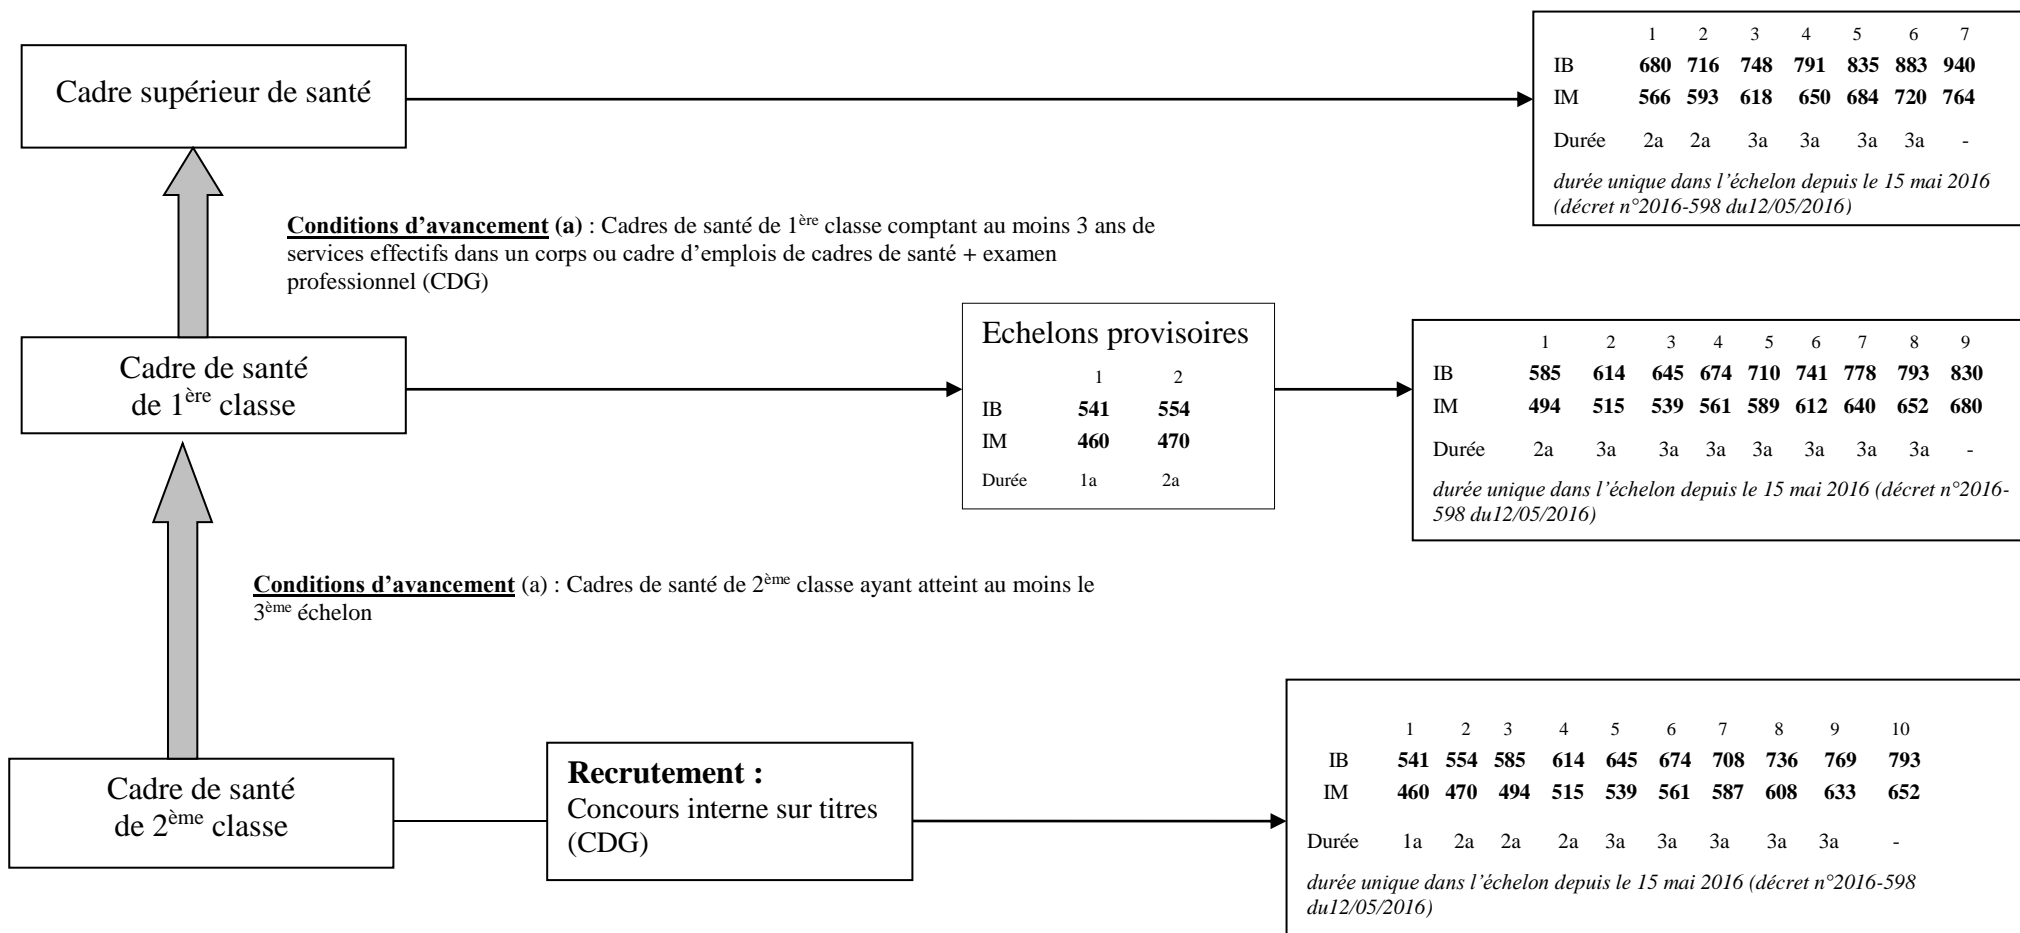 Cadre supérieur de santé
1 2 3 4 5 6 7
IB 680 716 748 791 835 883 940
IM 566 593 618 650 684 720 764
Durée 2a 2a 3a 3a 3a 3a -
durée unique dans l’échelon depuis le 15 mai 2016
(décret n°2016-598 du12/05/2016)
Conditions d’avancement (a) : Cadres de santé de 1ère classe comptant au moins 3 ans de
services effectifs dans un corps ou cadre d’emplois de cadres de santé + examen
professionnel (CDG)
Cadre de santé
de 1ère classe
Echelons provisoires
1 2
IB 541 554
IM 460 470
Durée 1a 2a
1 2 3 4 5 6 7 8 9
IB 585 614 645 674 710 741 778 793 830
IM 494 515 539 561 589 612 640 652 680
Durée 2a 3a 3a 3a 3a 3a 3a 3a -
durée unique dans l’échelon depuis le 15 mai 2016 (décret n°2016-
598 du12/05/2016)
Conditions d’avancement (a) : Cadres de santé de 2ème classe ayant atteint au moins le
3ème échelon
Cadre de santé
de 2ème classe
Recrutement :
Concours interne sur titres
(CDG)
1 2 3 4 5 6 7 8 9 10
IB 541 554 585 614 645 674 708 736 769 793
IM 460 470 494 515 539 561 587 608 633 652
Durée 1a 2a 2a 2a 3a 3a 3a 3a 3a -
durée unique dans l’échelon depuis le 15 mai 2016 (décret n°2016-598
du12/05/2016)